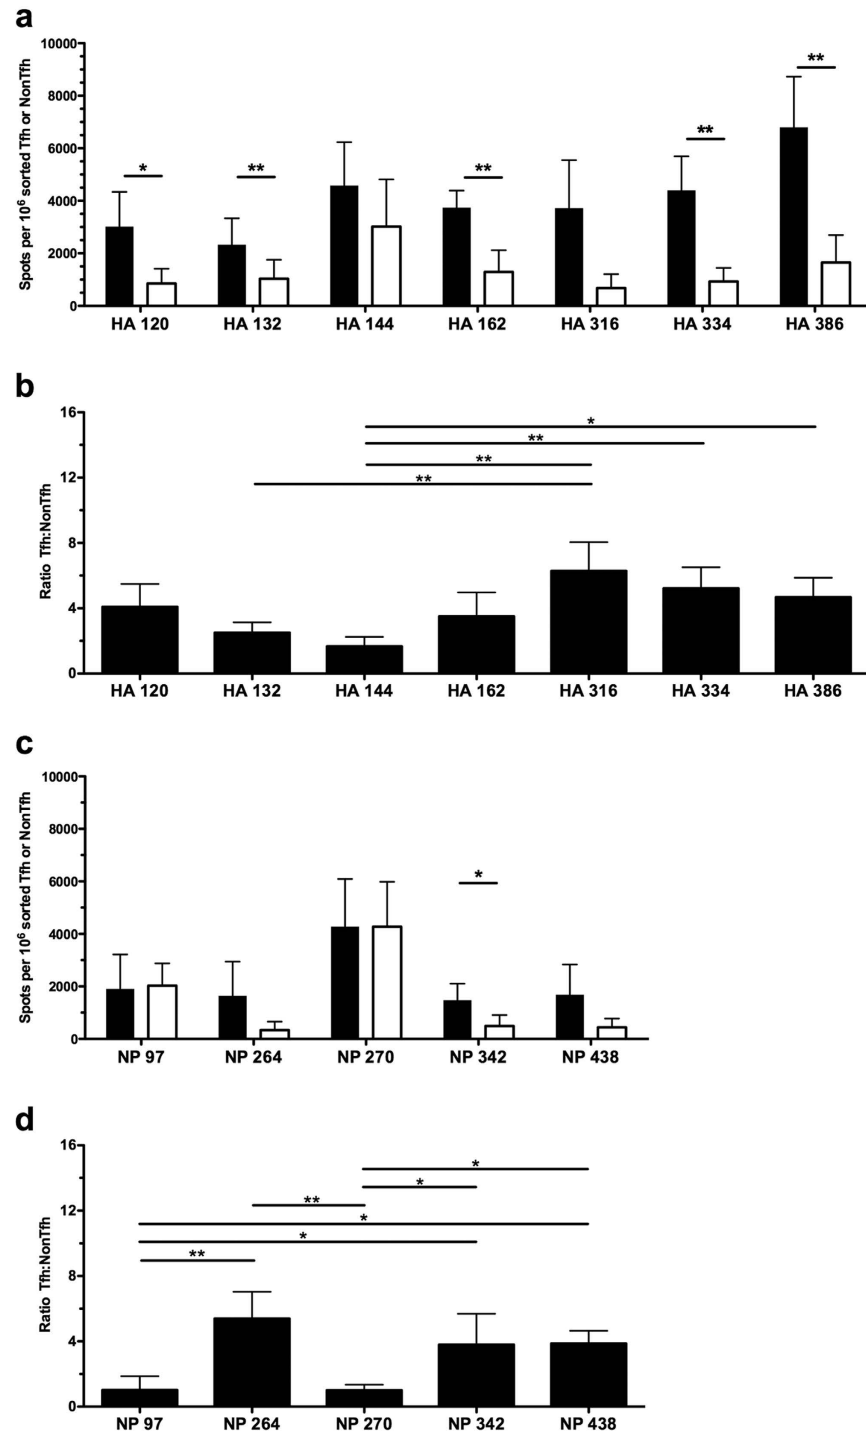 a
Spots per 10⁶ sorted Tfh or NonTfh
10000
8000
6000
4000
2000
0
* ** ** ** **
HA 120 HA 132 HA 144 HA 162 HA 316 HA 334 HA 386
b
Ratio Tfh:NonTfh
16
12
8
4
0
*
**
**
**
HA 120 HA 132 HA 144 HA 162 HA 316 HA 334 HA 386
c
Spots per 10⁶ sorted Tfh or NonTfh
10000
8000
6000
4000
2000
0
*
NP 97 NP 264 NP 270 NP 342 NP 438
d
Ratio Tfh:NonTfh
16
12
8
4
0
*
*
**
*
*
**
NP 97 NP 264 NP 270 NP 342 NP 438